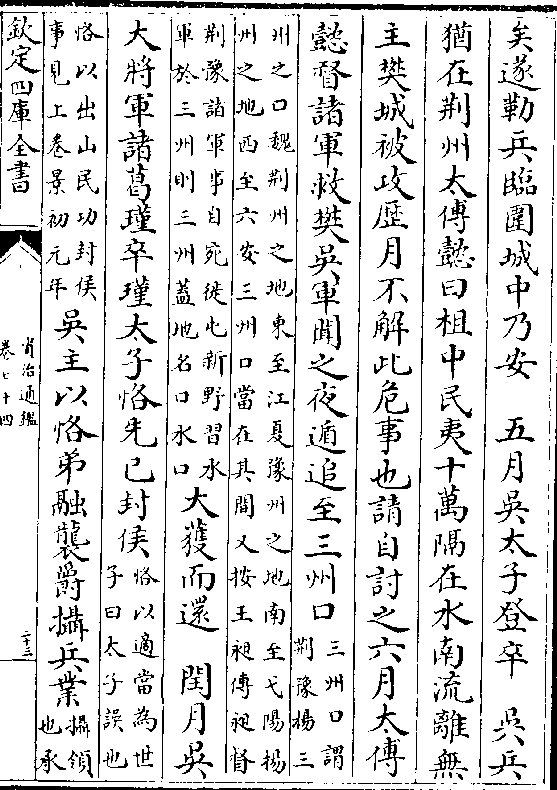 矣遂勒兵臨圍城中乃安　五月吳太子登卒　吳兵
猶在荆州太傅懿曰柤中民夷十萬隔在水南流離無
主樊城被攻歴月不解此危事也請自討之六月太傅
懿督諸軍救樊吳軍聞之夜遁追至三州口
三州口謂
荆豫揚三
州之口魏荆州之地東至江夏豫州之地南至弋陽揚
州之地西至六安三州口當在其間又按王昶傳昶督
荆豫諸軍事自宛徙屯新野習水
軍於三州則三州蓋地名口水口
大獲而還　閏月吳
大將軍諸葛瑾卒瑾太子恪先已封侯
恪以適當為世
子曰太子誤也
恪以出山民功封侯
事見上卷景初元年
吳主以恪弟融襲爵攝兵業
攝領
也承
欽定四庫全書
資治通鑑
卷七十四
二十三